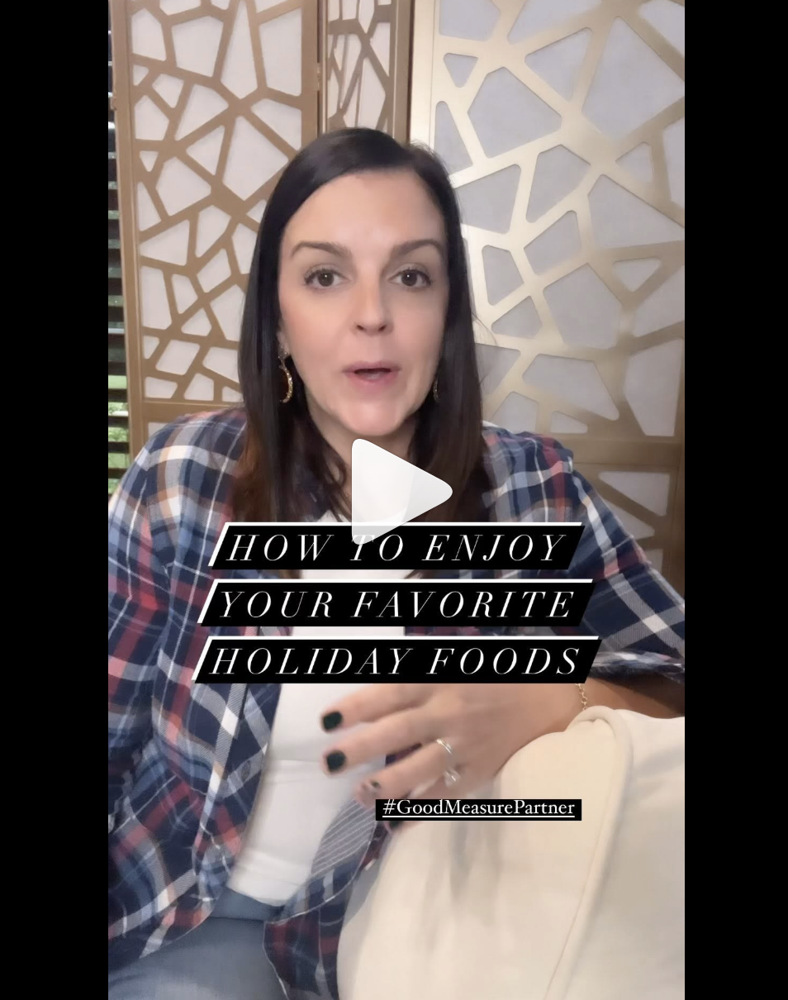 HOW TO ENJOY
YOUR FAVORITE
HOLIDAY FOODS
#GoodMeasurePartner